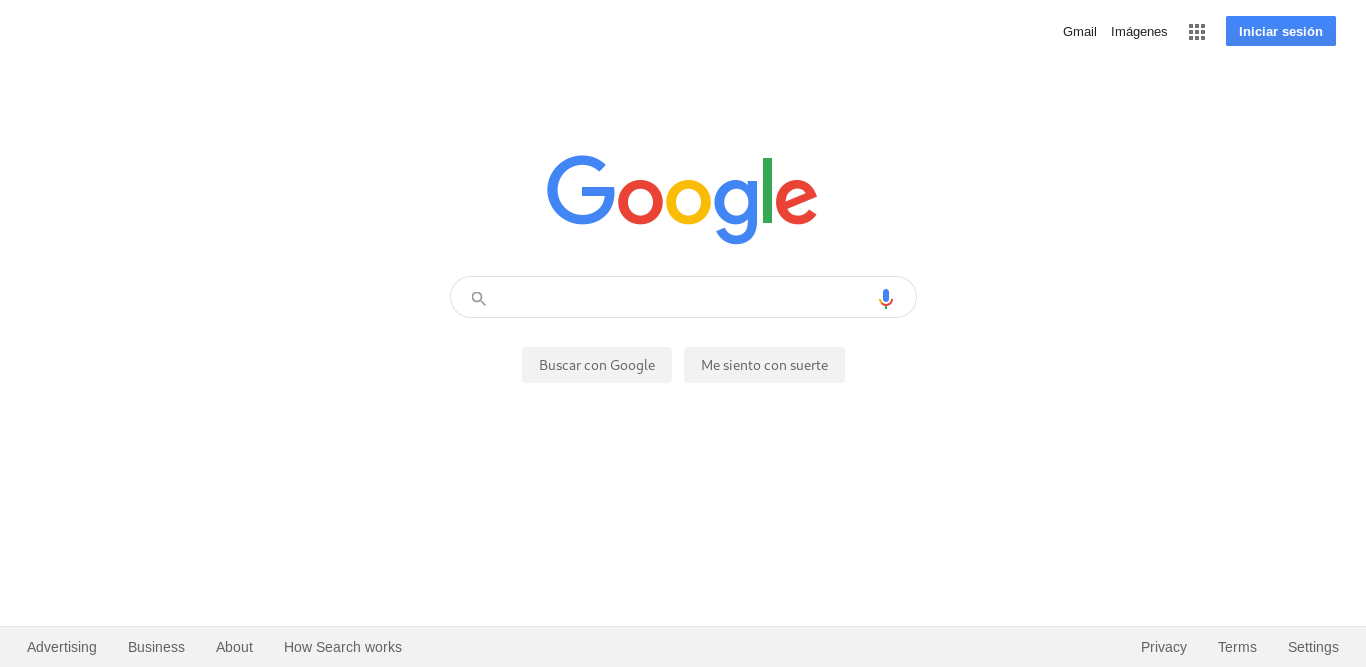 Gmail Imágenes Iniciar sesión
Google
Buscar con Google Me siento con suerte
Advertising Business About How Search works Privacy Terms Settings